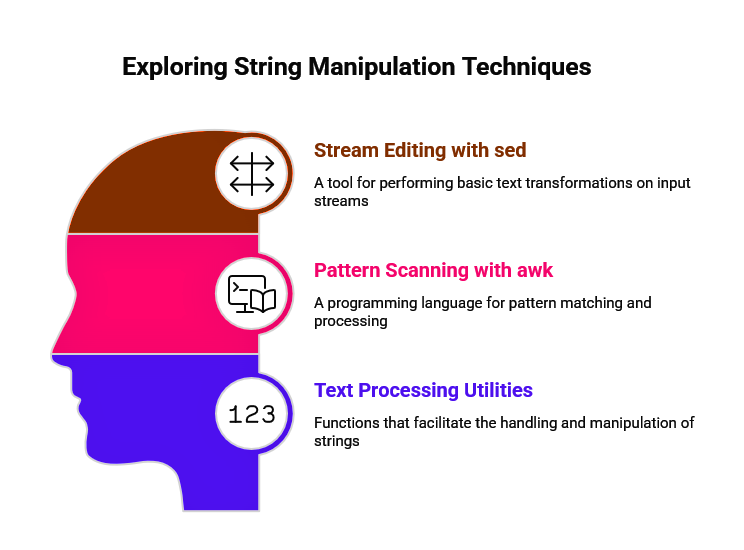 Exploring String Manipulation Techniques
Stream Editing with sed
A tool for performing basic text transformations on input
streams
Pattern Scanning with awk
A programming language for pattern matching and
processing
123
Text Processing Utilities
Functions that facilitate the handling and manipulation of
strings